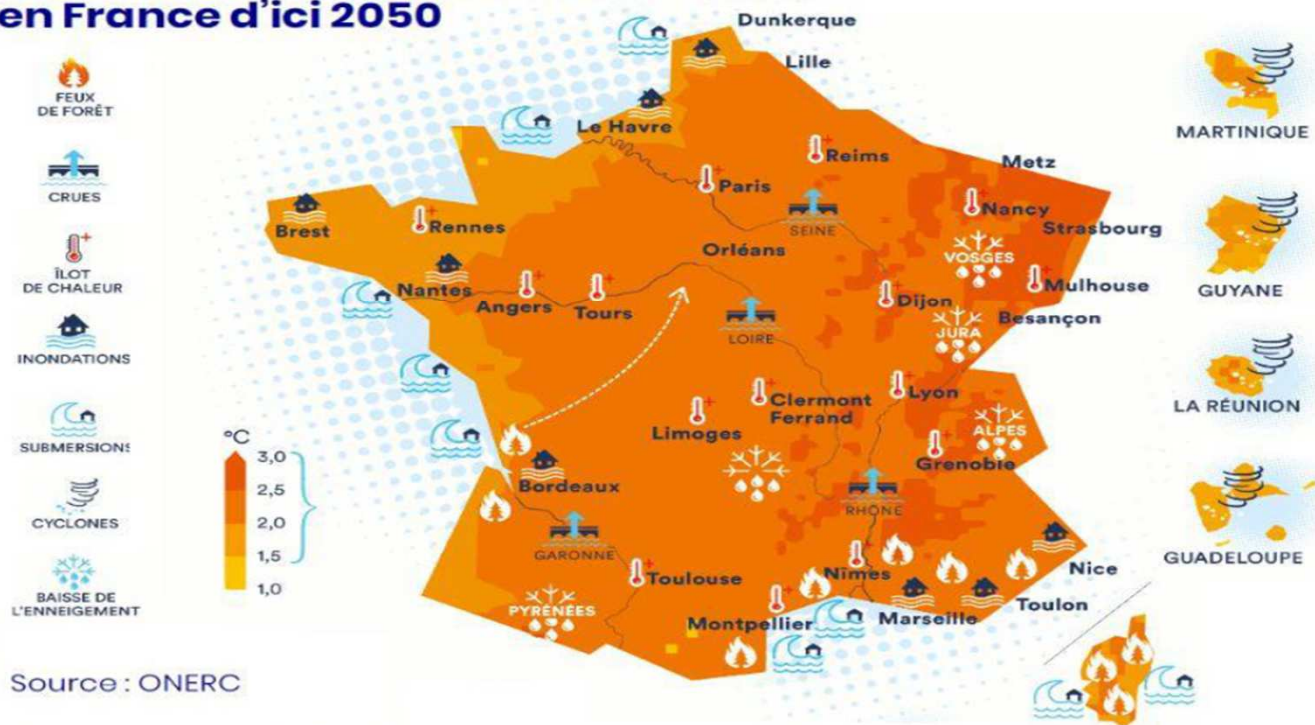 en France d'ici 2050
FEUX
DE FORÊT
CRUES
ÎLOT
DE CHALEUR
INONDATIONS
SUBMERSIONS
CYCLONES
BAISSE DE
L'ENNEIGEMENT
°C
3,0
2,5
2,0
1,5
1,0
Source : ONERC
Dunkerque
Lille
Le Havre
Reims
Metz
Paris
Nancy
Brest
Rennes
SEINE
Strasbourg
Orléans
VOSGES
Nantes
Angers
Tours
Dijon
Mulhouse
Besançon
JURA
LOIRE
Clermont
Ferrand
Lyon
Limoges
ALPES
Grenoble
Bordeaux
RHÔNE
GARONNE
Toulouse
Nîmes
Nice
PYRÉNÉES
Montpellier
Marseille
Toulon
MARTINIQUE
GUYANE
LA RÉUNION
GUADELOUPE